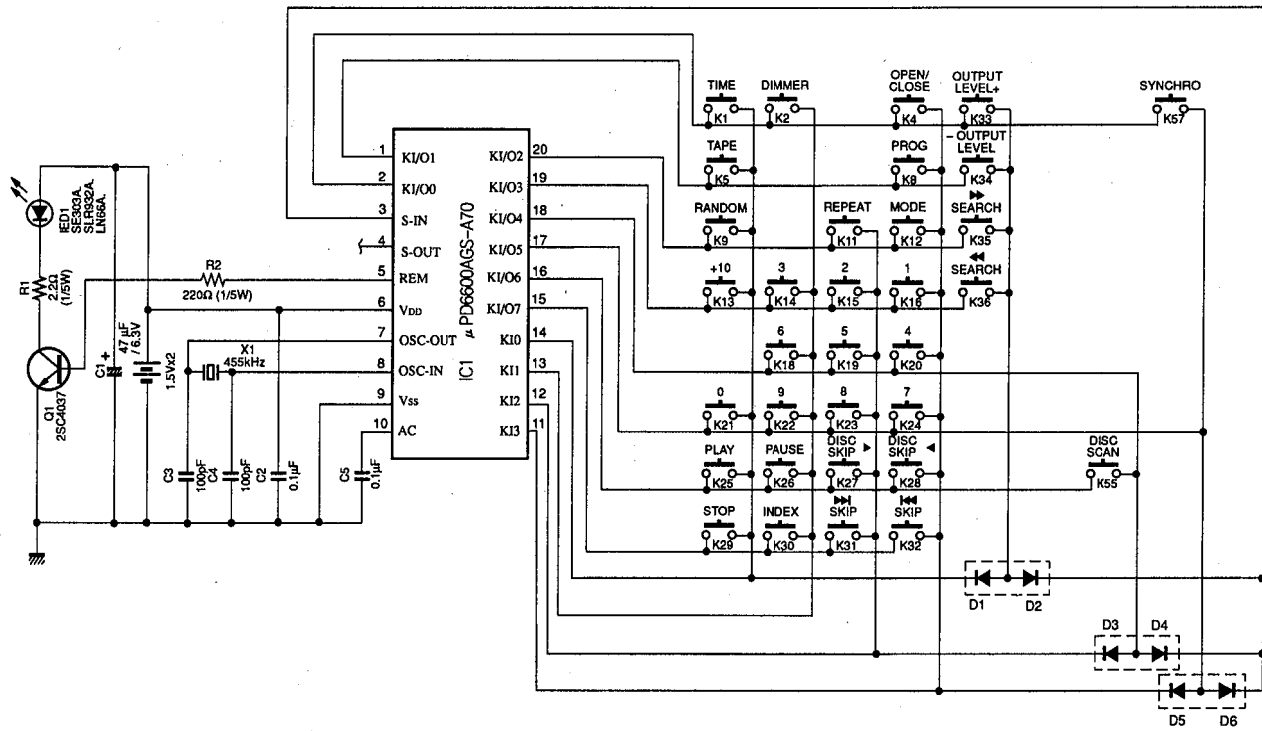 TIME
DIMMER
OPEN/
CLOSE
OUTPUT
LEVEL+
SYNCHRO
K1
K2
K4
K33
K57
TAPE
PROG
– OUTPUT
LEVEL
K5
K8
K34
RANDOM
REPEAT
MODE
SEARCH
K9
K11
K12
K35
+10
3
2
1
SEARCH
K13
K14
K15
K16
K36
6
5
4
K18
K19
K20
0
9
8
7
K21
K22
K23
K24
PLAY
PAUSE
DISC
SKIP
DISC
SKIP
DISC
SCAN
K25
K26
K27
K28
K55
STOP
INDEX
SKIP
SKIP
K29
K30
K31
K32
D1
D2
D3
D4
D5
D6
1 KI/O1
2 KI/O0
3 S-IN
4 S-OUT
5 REM
6 VDD
7 OSC-OUT
8 OSC-IN
9 Vss
10 AC
KI/O2 20
KI/O3 19
KI/O4 18
KI/O5 17
KI/O6 16
KI/O7 15
KI0 14
KI1 13
KI2 12
KI3 11
IC1 μPD6600AGS-A70
IED1
SE303A.
SLR932A.
LN66A.
R1
2.2Ω
(1/5W)
R2
220Ω (1/5W)
Q1
2SC4037
C1 +
47μF
/ 6.3V
1.5Vx2
X1
455kHz
C3
100pF
C4
100pF
C2
0.1μF
C5
0.1μF